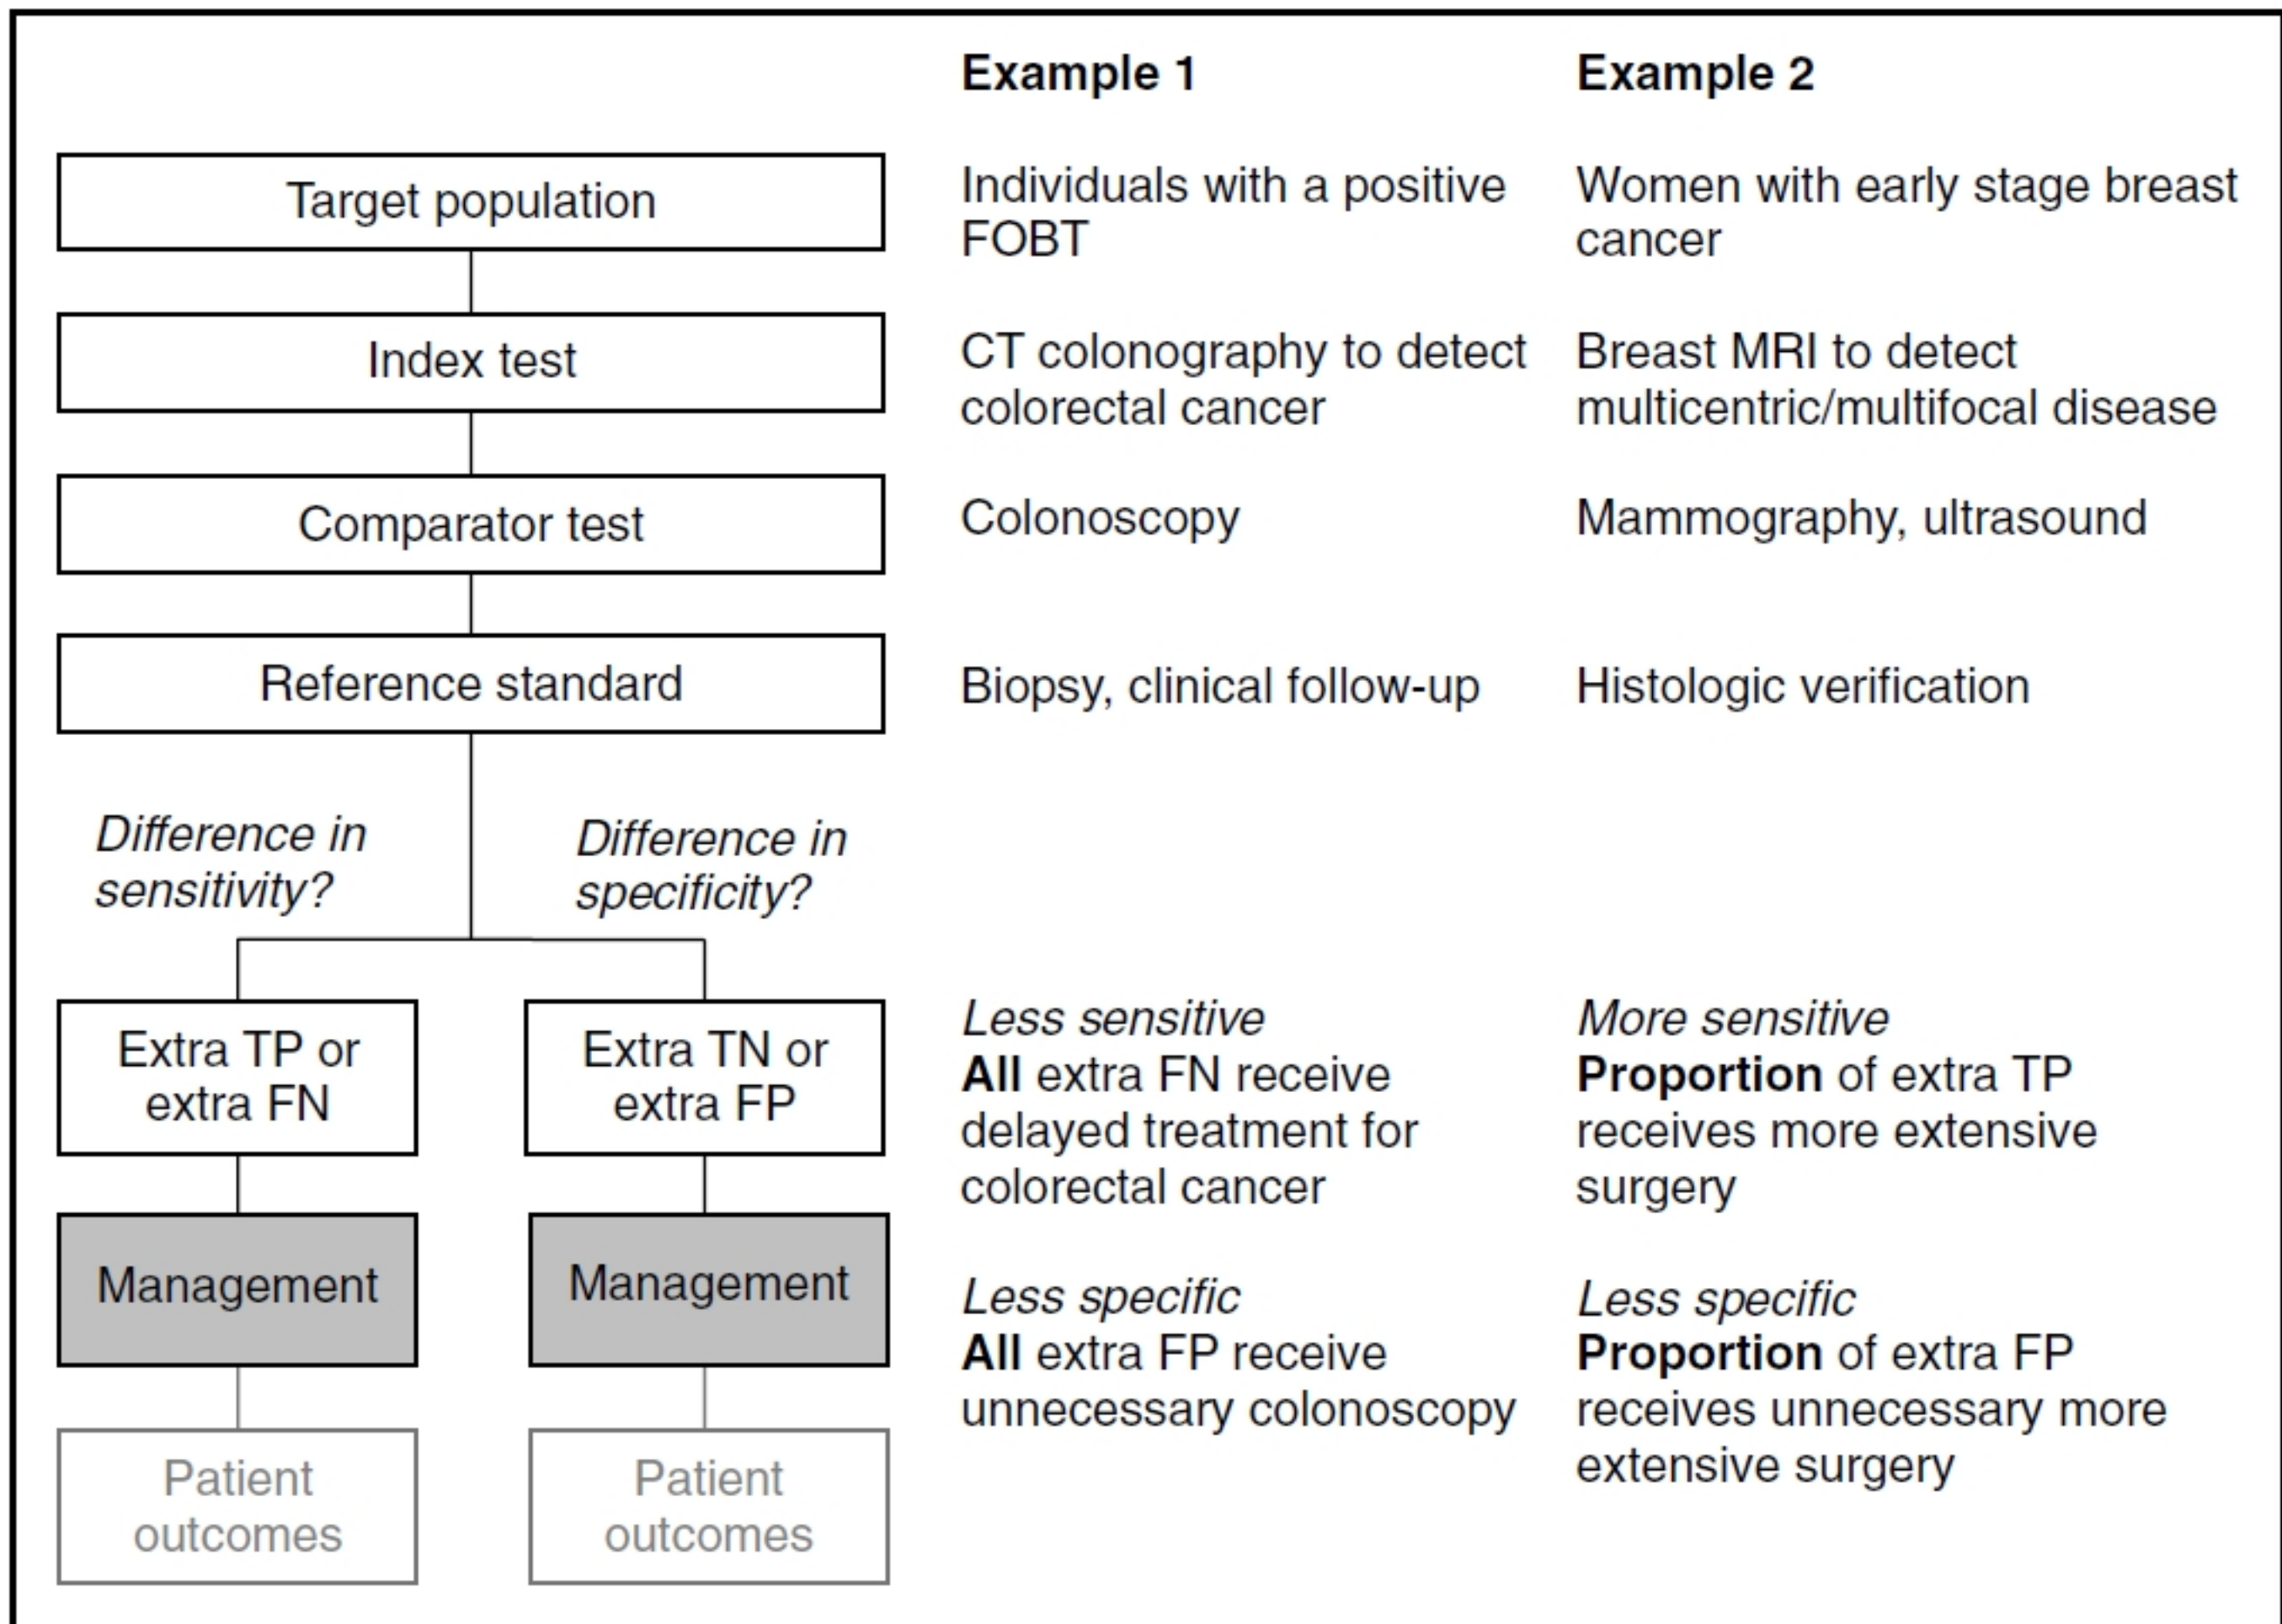 Example 1
Example 2
Target population
Individuals with a positive
FOBT
Women with early stage breast
cancer
Index test
CT colonography to detect
colorectal cancer
Breast MRI to detect
multicentric/multifocal disease
Comparator test
Colonoscopy
Mammography, ultrasound
Reference standard
Biopsy, clinical follow-up
Histologic verification
Difference in
sensitivity?
Difference in
specificity?
Extra TP or
extra FN
Extra TN or
extra FP
Less sensitive
All extra FN receive
delayed treatment for
colorectal cancer
More sensitive
Proportion of extra TP
receives more extensive
surgery
Management
Management
Less specific
All extra FP receive
unnecessary colonoscopy
Less specific
Proportion of extra FP
receives unnecessary more
extensive surgery
Patient
outcomes
Patient
outcomes